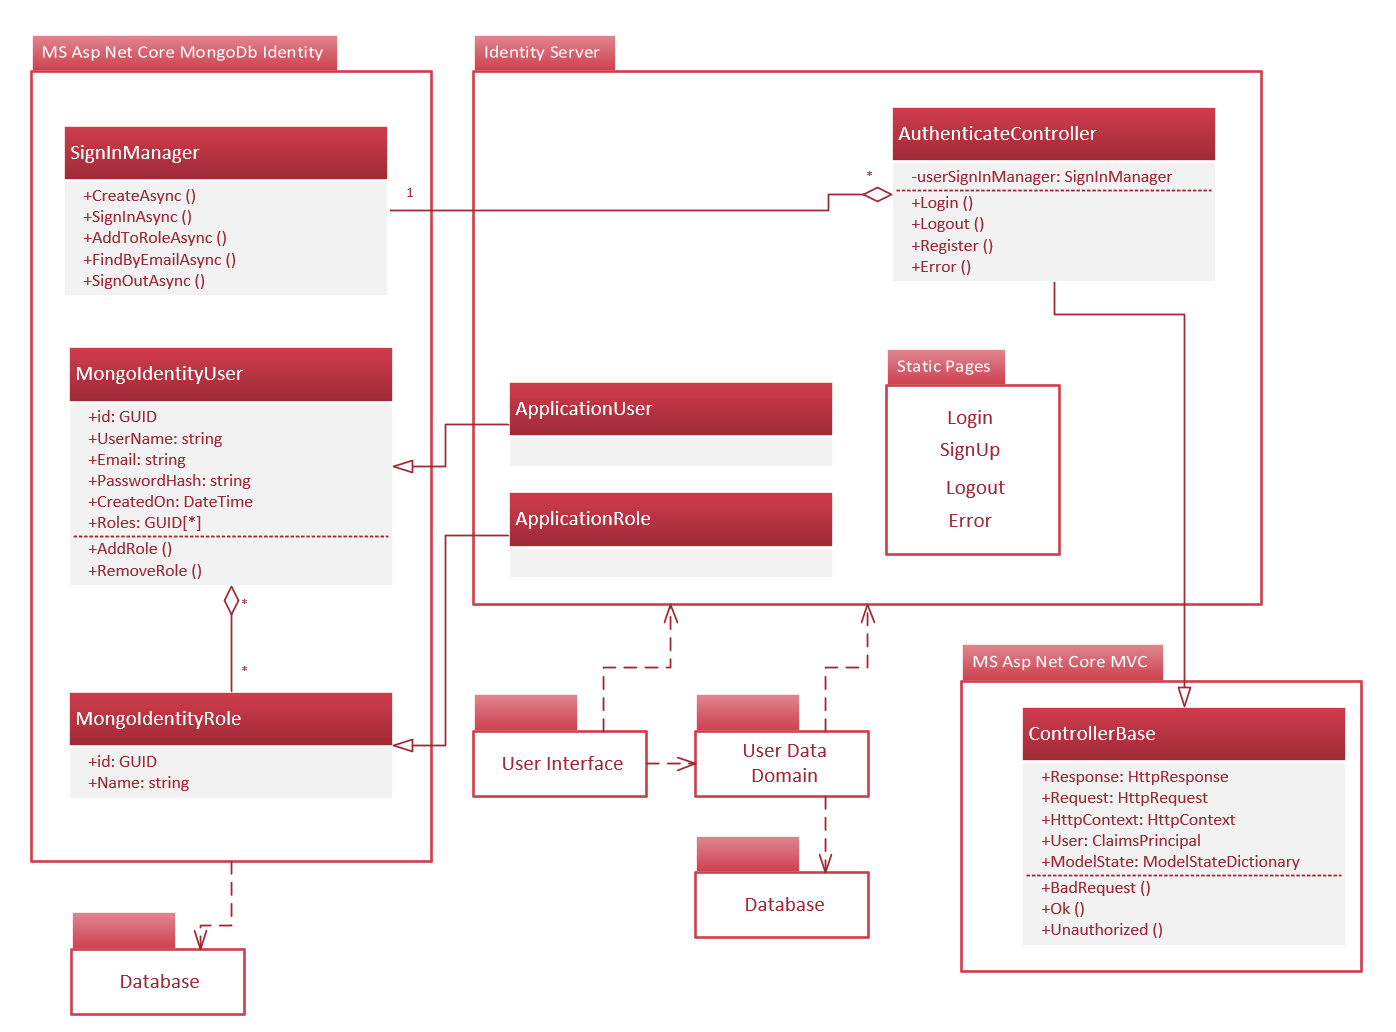 MS Asp Net Core MongoDb Identity
SignInManager
+CreateAsync ()
+SignInAsync ()
+AddToRoleAsync ()
+FindByEmailAsync ()
+SignOutAsync ()
1
MongoIdentityUser
+id: GUID
+UserName: string
+Email: string
+PasswordHash: string
+CreatedOn: DateTime
+Roles: GUID[*]
+AddRole ()
+RemoveRole ()
*
*
MongoIdentityRole
+id: GUID
+Name: string
Database
Identity Server
*
AuthenticateController
-userSignInManager: SignInManager
+Login ()
+Logout ()
+Register ()
+Error ()
ApplicationUser
ApplicationRole
Static Pages
Login
SignUp
Logout
Error
User Interface
User Data
Domain
Database
MS Asp Net Core MVC
ControllerBase
+Response: HttpResponse
+Request: HttpRequest
+HttpContext: HttpContext
+User: ClaimsPrincipal
+ModelState: ModelStateDictionary
+BadRequest ()
+Ok ()
+Unauthorized ()